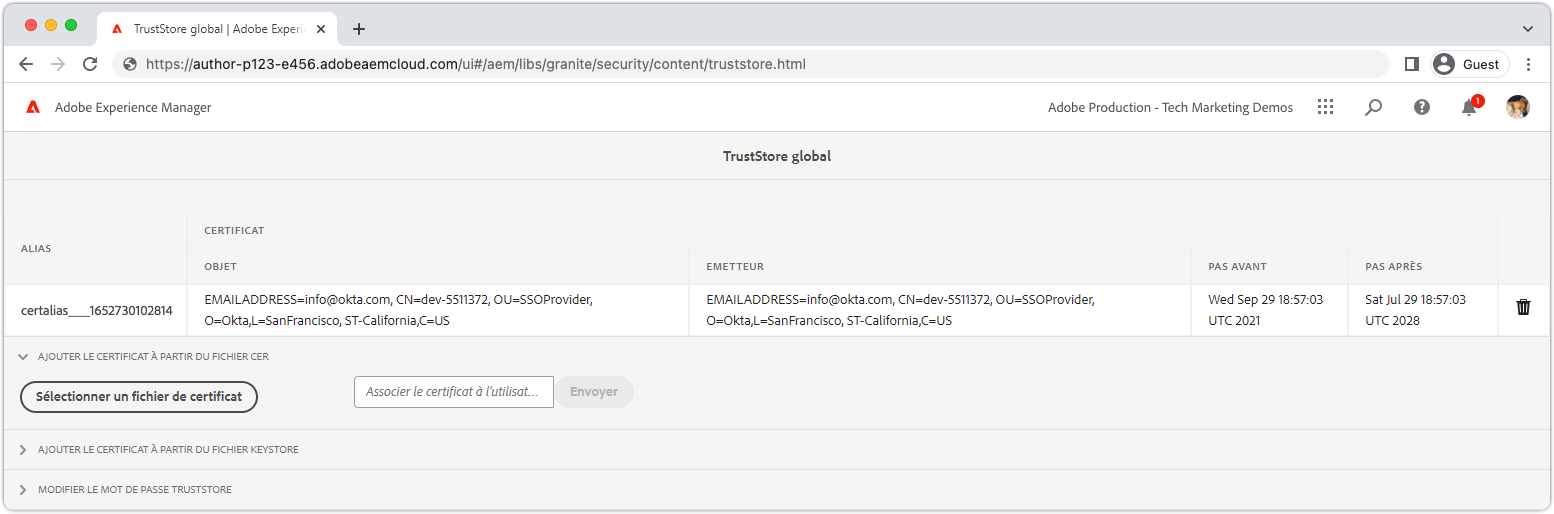 TrustStore global | Adobe Experi
https://author-p123-e456.adobeaemcloud.com/ui#/aem/libs/granite/security/content/truststore.html
Guest
Adobe Experience Manager
Adobe Production - Tech Marketing Demos
1
TrustStore global
ALIAS
CERTIFICAT
OBJET
EMETTEUR
PAS AVANT
PAS APRÈS
certalias___1652730102814
EMAILADDRESS=info@okta.com, CN=dev-5511372, OU=SSOProvider,
O=Okta,L=SanFrancisco, ST-California,C=US
EMAILADDRESS=info@okta.com, CN=dev-5511372, OU=SSOProvider,
O=Okta,L=SanFrancisco, ST-California,C=US
Wed Sep 29 18:57:03
UTC 2021
Sat Jul 29 18:57:03
UTC 2028
AJOUTER LE CERTIFICAT À PARTIR DU FICHIER CER
Sélectionner un fichier de certificat
Associer le certificat à l'utilisat...
Envoyer
AJOUTER LE CERTIFICAT À PARTIR DU FICHIER KEYSTORE
MODIFIER LE MOT DE PASSE TRUSTSTORE